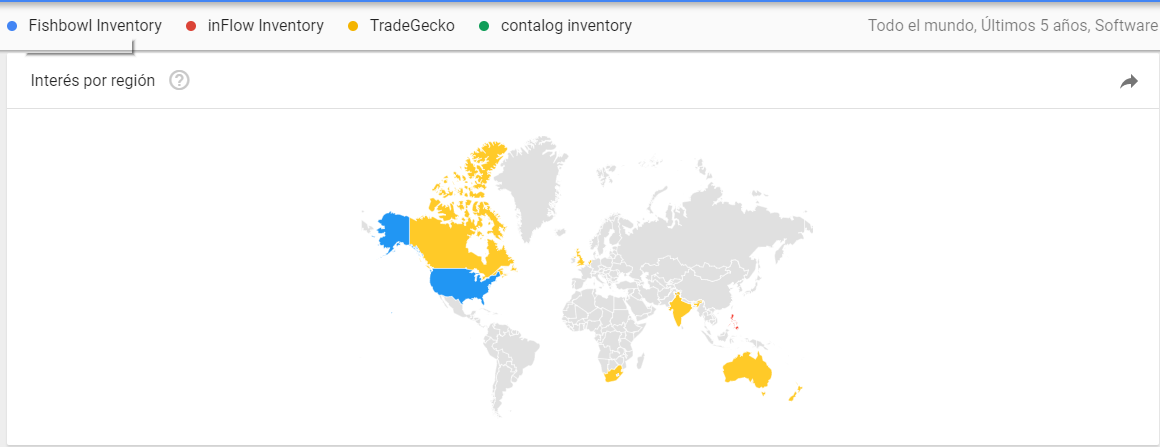 Fishbowl Inventory inFlow Inventory TradeGecko contalog inventory Todo el mundo, Últimos 5 años, Software
Interés por región ?